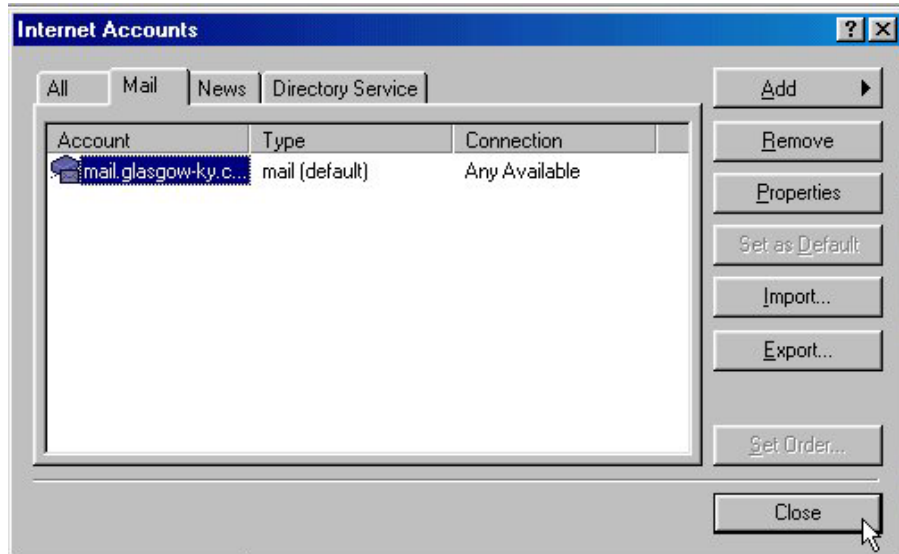 Internet Accounts
All Mail News Directory Service
Add
Account Type Connection
Remove
mail.glasgow-ky.c... mail (default) Any Available
Properties
Set as Default
Import...
Export...
Set Order...
Close